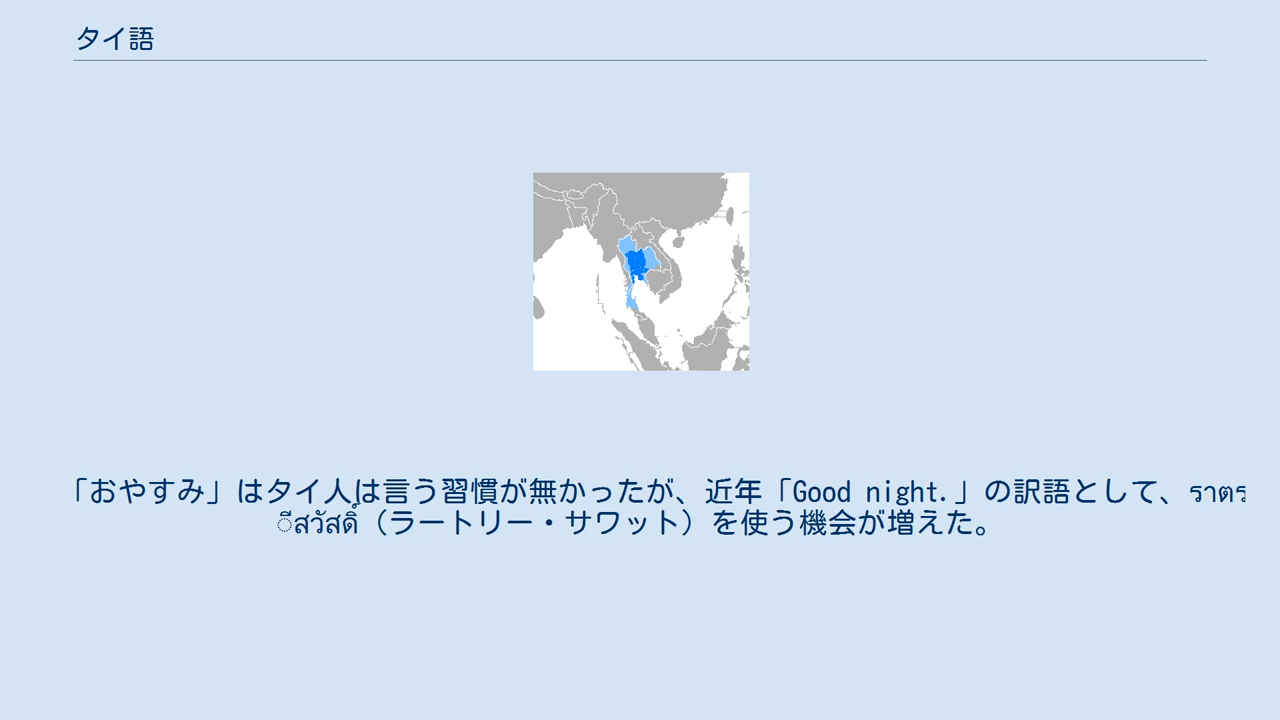 タイ語
「おやすみ」はタイ人は言う習慣が無かったが、近年「Good night.」の訳語として、ราตร
ีสวัสดิ์（ラートリー・サワット）を使う機会が増えた。